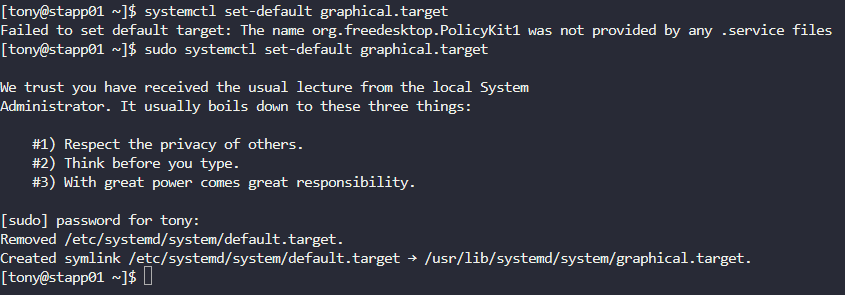 [tony@stapp01 ~]$ systemctl set-default graphical.target
Failed to set default target: The name org.freedesktop.PolicyKit1 was not provided by any .service files
[tony@stapp01 ~]$ sudo systemctl set-default graphical.target
We trust you have received the usual lecture from the local System
Administrator. It usually boils down to these three things:
#1) Respect the privacy of others.
#2) Think before you type.
#3) With great power comes great responsibility.
[sudo] password for tony:
Removed /etc/systemd/system/default.target.
Created symlink /etc/systemd/system/default.target → /usr/lib/systemd/system/graphical.target.
[tony@stapp01 ~]$